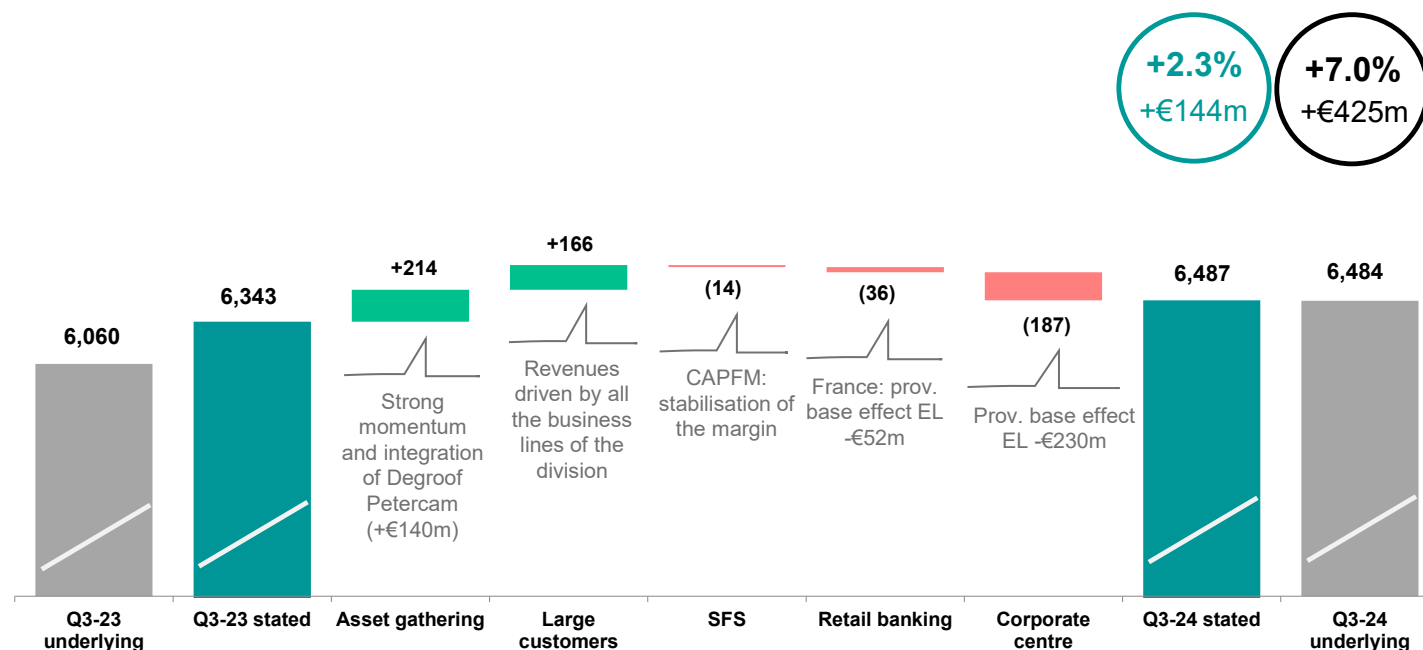 +2.3%
+€144m
+7.0%
+€425m
6,060
6,343
+214
+166
(14)
(36)
(187)
6,487
6,484
Strong
momentum
and integration
of Degroof
Petercam
(+€140m)
Revenues
driven by all
the business
lines of the
division
CAPFM:
stabilisation of
the margin
France: prov.
base effect EL
-€52m
Prov. base effect
EL -€230m
Q3-23
underlying
Q3-23 stated
Asset gathering
Large
customers
SFS
Retail banking
Corporate
centre
Q3-24 stated
Q3-24
underlying